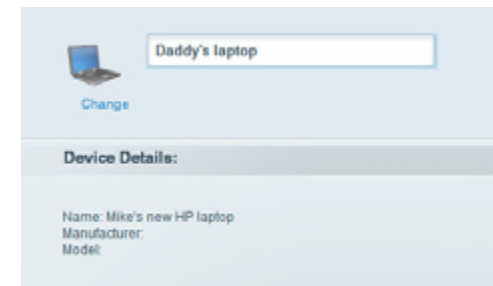 Daddy's laptop
Change
Device Details:
Name: Mike's new HP laptop
Manufacturer:
Model: